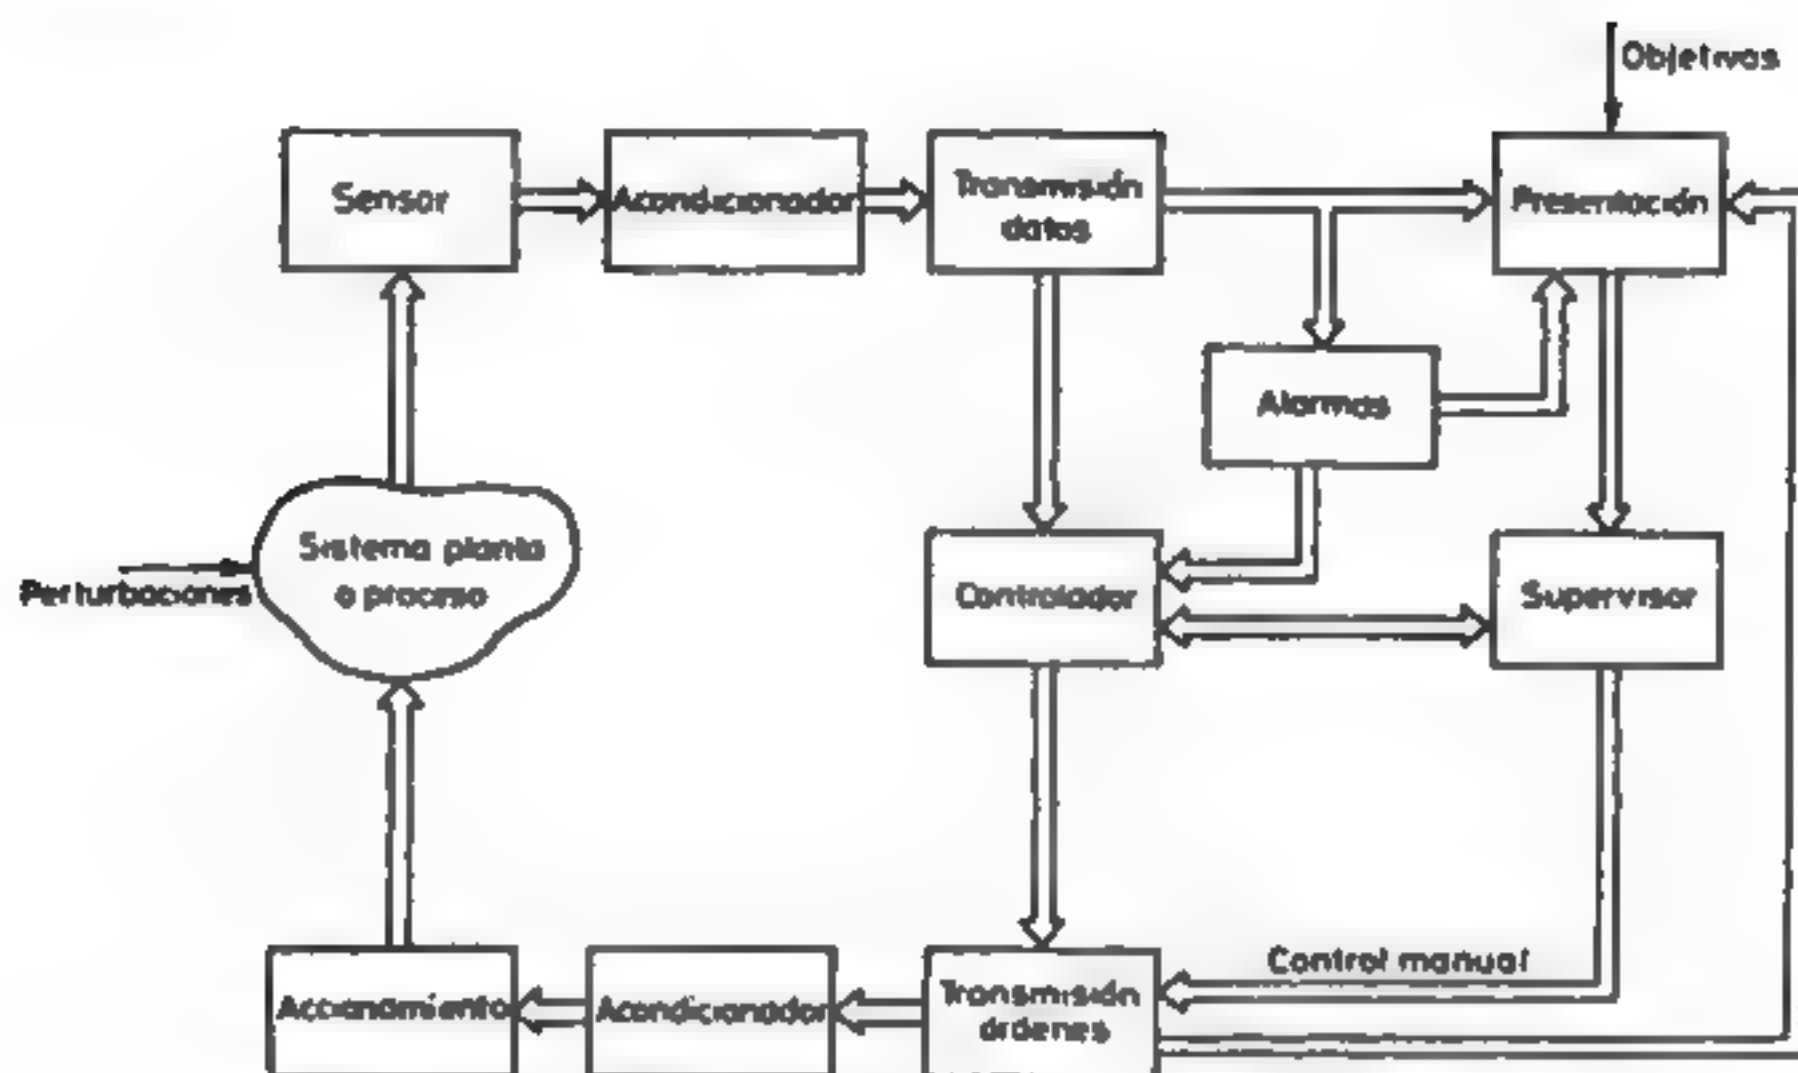 Objetivos
Sensor
Acondicionador
Transmisión
datos
Presentación
Alarmas
Sistema planta
o proceso
Perturbaciones
Controlador
Supervisor
Control manual
Accionamiento
Acondicionador
Transmisión
órdenes